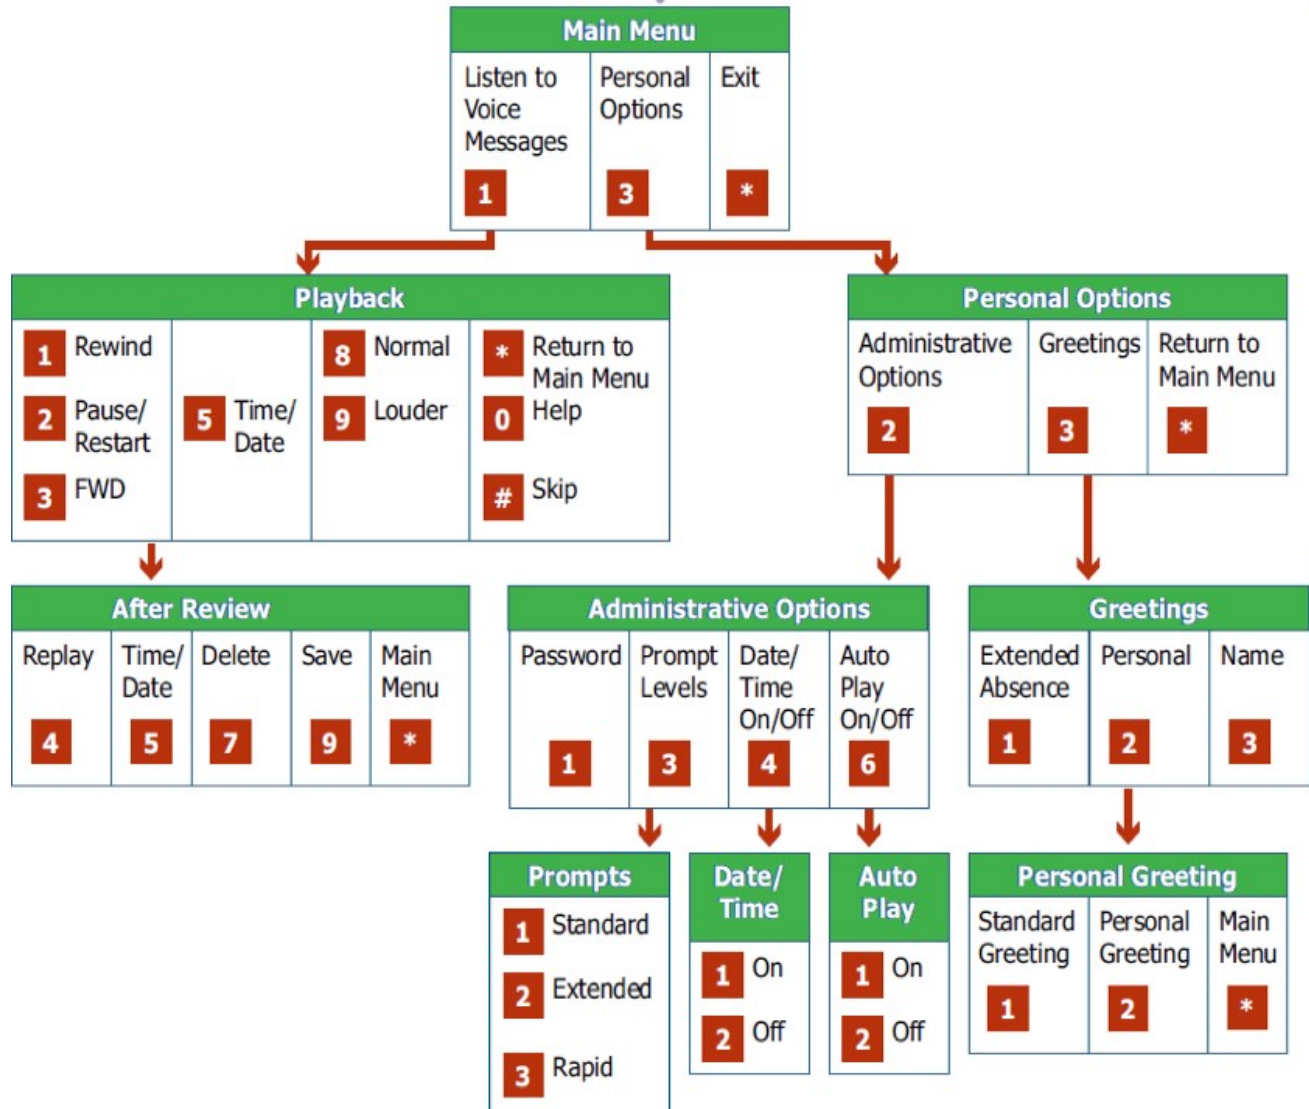 Main Menu
Listen to
Voice
Messages
1
Personal
Options
3
Exit
*
Playback
1 Rewind
2 Pause/
Restart
3 FWD
5 Time/
Date
8 Normal
9 Louder
* Return to
Main Menu
0 Help
# Skip
Personal Options
Administrative
Options
2
Greetings
3
Return to
Main Menu
*
After Review
Replay
4
Time/
Date
5
Delete
7
Save
9
Main
Menu
*
Administrative Options
Password
1
Prompt
Levels
3
Date/
Time
On/Off
4
Auto
Play
On/Off
6
Greetings
Extended
Absence
1
Personal
2
Name
3
Prompts
1 Standard
2 Extended
3 Rapid
Date/
Time
1 On
2 Off
Auto
Play
1 On
2 Off
Personal Greeting
Standard
Greeting
1
Personal
Greeting
2
Main
Menu
*